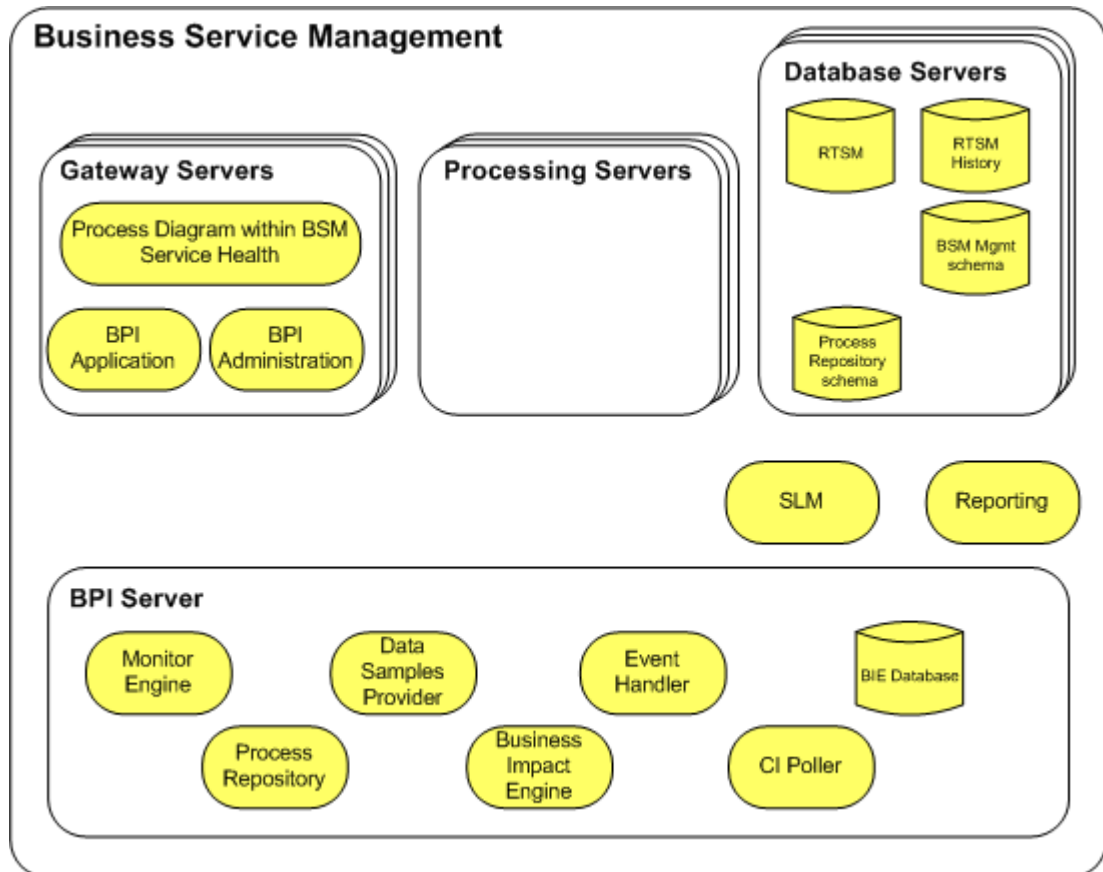 Business Service Management
Database Servers
RTSM
RTSM
History
BSM Mgmt
schema
Process
Repository
schema
Gateway Servers
Process Diagram within BSM
Service Health
BPI
Application
BPI
Administration
Processing Servers
SLM
Reporting
BPI Server
Monitor
Engine
Data
Samples
Provider
Event
Handler
BIE Database
Process
Repository
Business
Impact
Engine
CI Poller